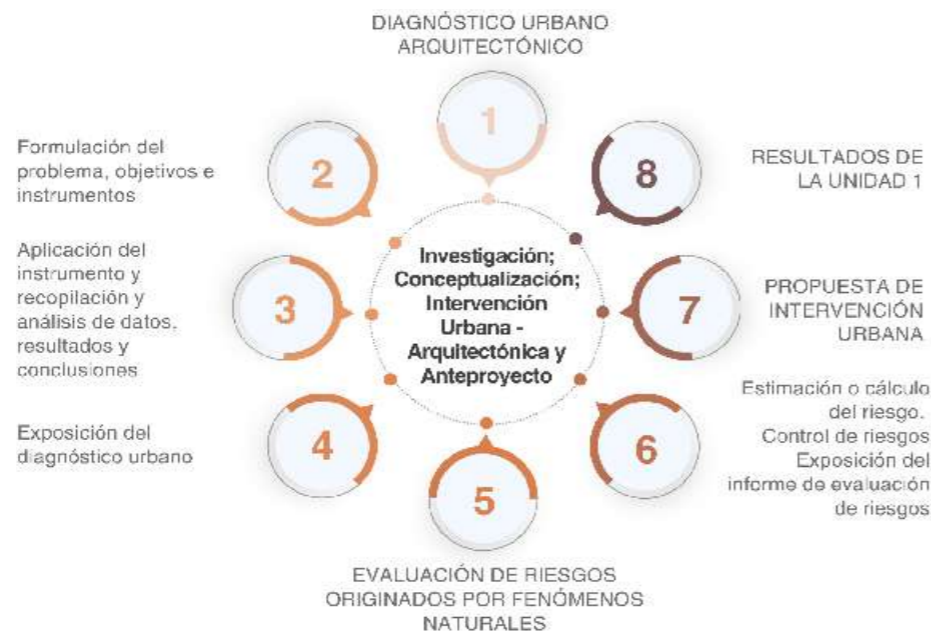 DIAGNÓSTICO URBANO
ARQUITECTÓNICO
1
Formulación del
problema, objetivos e
instrumentos
2
Aplicación del
instrumento y
recopilación y
análisis de datos,
resultados y
conclusiones
3
Exposición del
diagnóstico urbano
4
5
EVALUACIÓN DE RIESGOS
ORIGINADOS POR FENÓMENOS
NATURALES
6
Estimación o cálculo
del riesgo.
Control de riesgos
Exposición del
informe de evaluación
de riesgos
7
PROPUESTA DE
INTERVENCIÓN
URBANA
8
RESULTADOS DE
LA UNIDAD 1
Investigación;
Conceptualización;
Intervención
Urbana -
Arquitectónica y
Anteproyecto